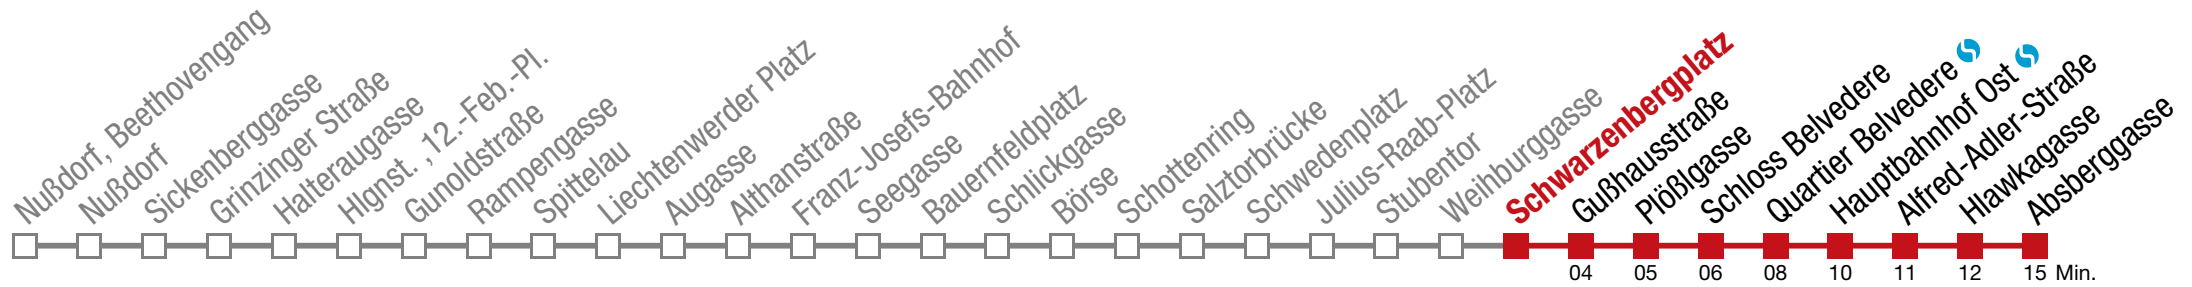 Nußdorf, Beethovengang
Nußdorf
Sickenberggasse
Grinzinger Straße
Halteraugasse
Hlgnst. , 12.-Feb.-Pl.
Gunoldstraße
Rampengasse
Spittelau
Liechtenwerder Platz
Augasse
Althanstraße
Franz-Josefs-Bahnhof
Seegasse
Bauernfeldplatz
Schlickgasse
Börse
Schottenring
Salztorbrücke
Schwedenplatz
Julius-Raab-Platz
Stubentor
Weihburggasse
Schwarzenbergplatz
Gußhausstraße
Plößlgasse
Schloss Belvedere
Quartier Belvedere
Hauptbahnhof Ost
Alfred-Adler-Straße
Hlawkagasse
Absberggasse
04 05 06 08 10 11 12 15 Min.